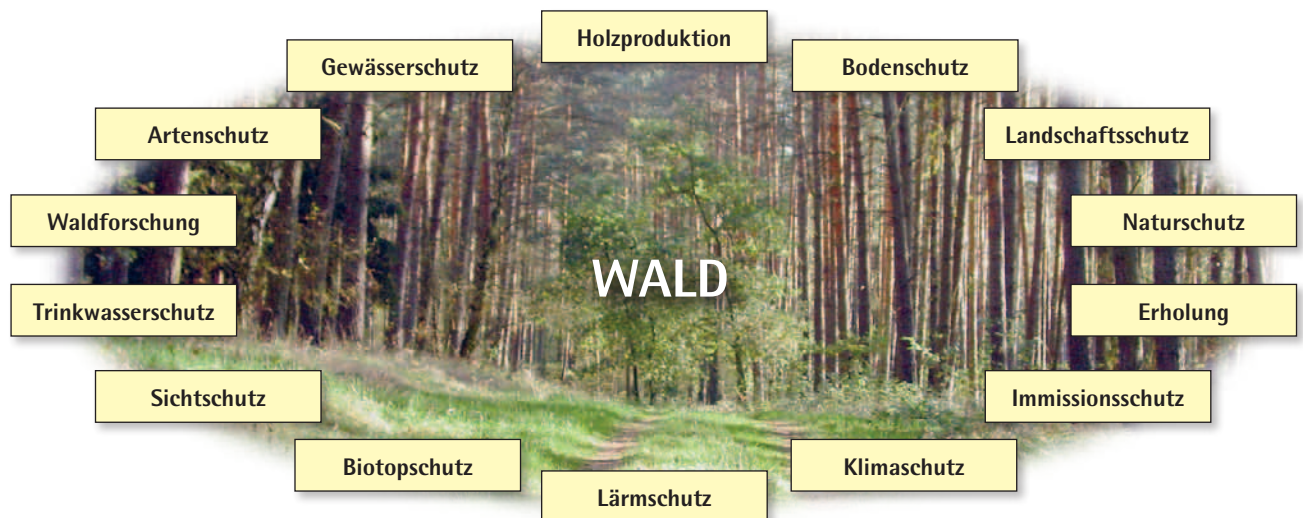 Holzproduktion
Gewässerschutz
Bodenschutz
Artenschutz
Landschaftsschutz
Waldforschung
Naturschutz
WALD
Trinkwasserschutz
Erholung
Sichtschutz
Immissionsschutz
Biotopschutz
Klimaschutz
Lärmschutz